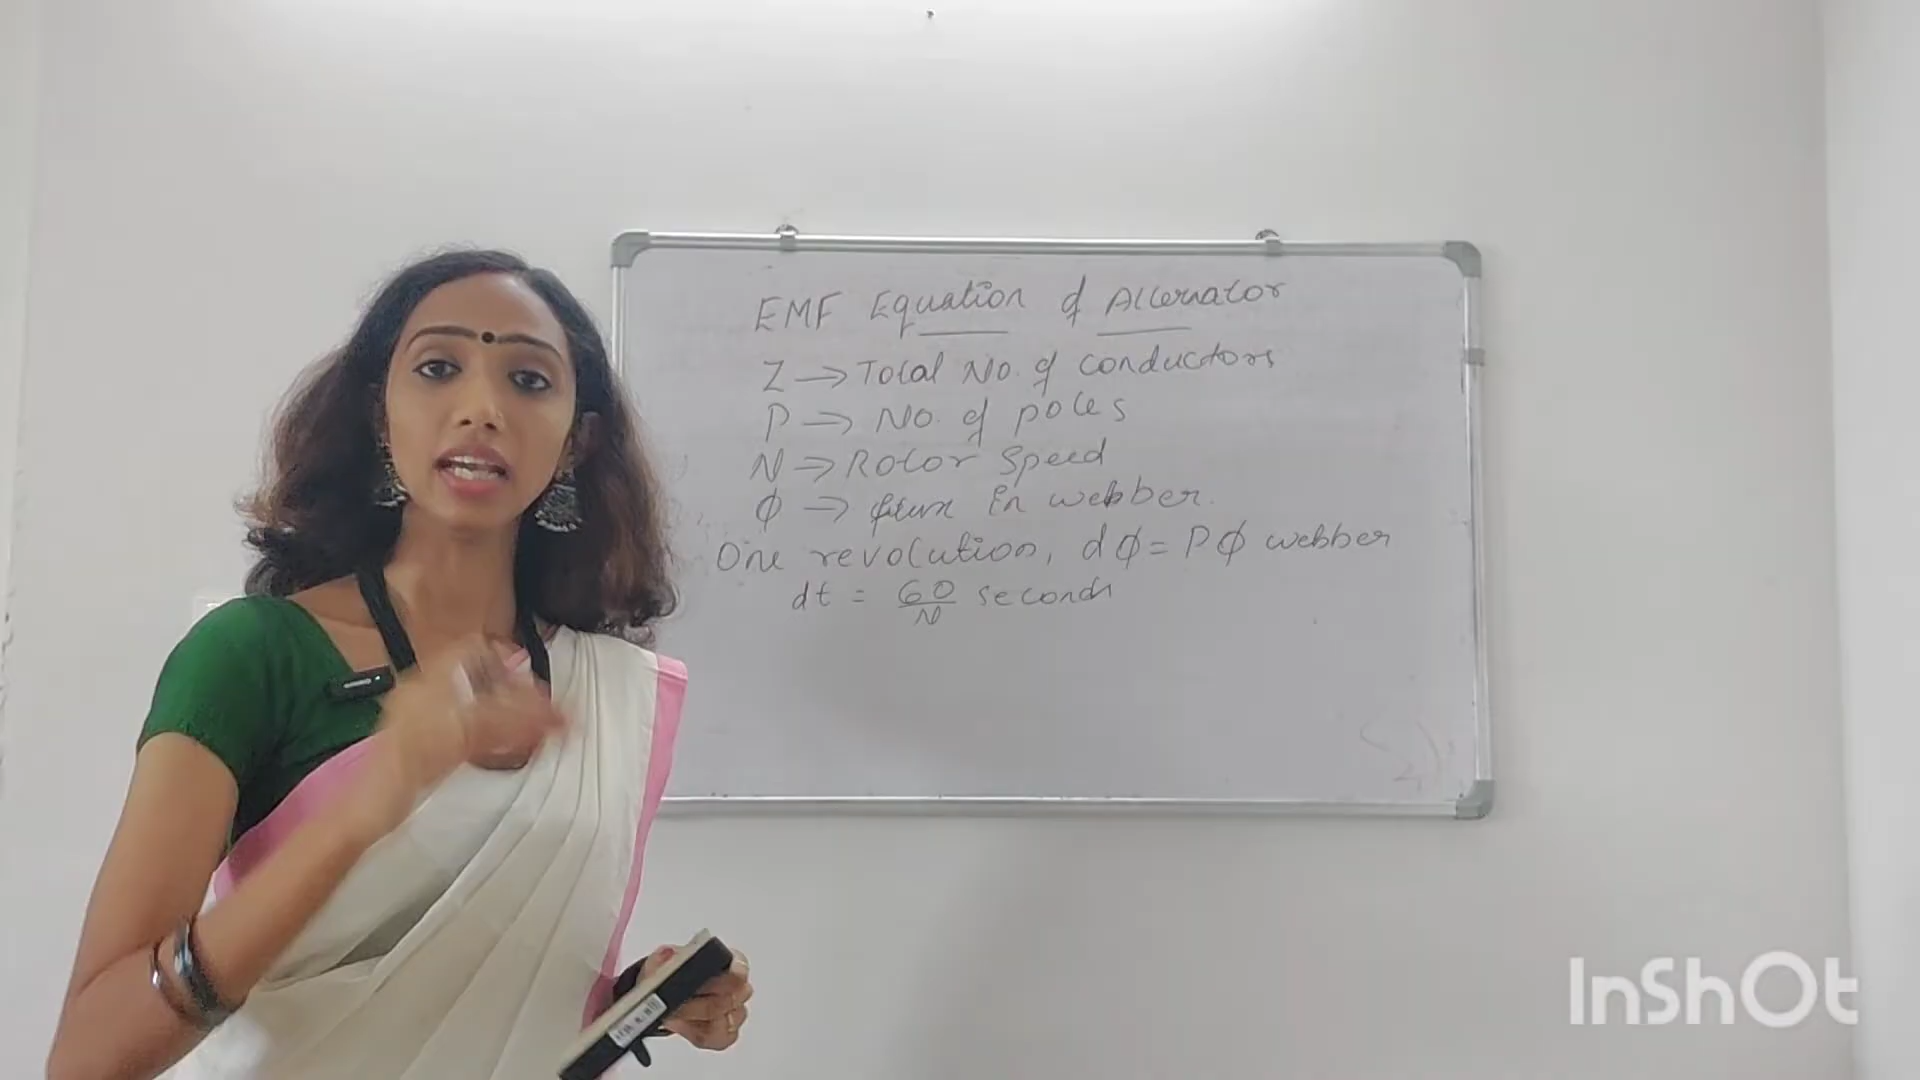 EMF Equation of Alternator
Z → Total No. of conductors
P → No. of poles
N → Rotor Speed
Φ → flux in webber.
One revolution, dΦ = PΦ webber
dt = 60/N seconds
InShOt